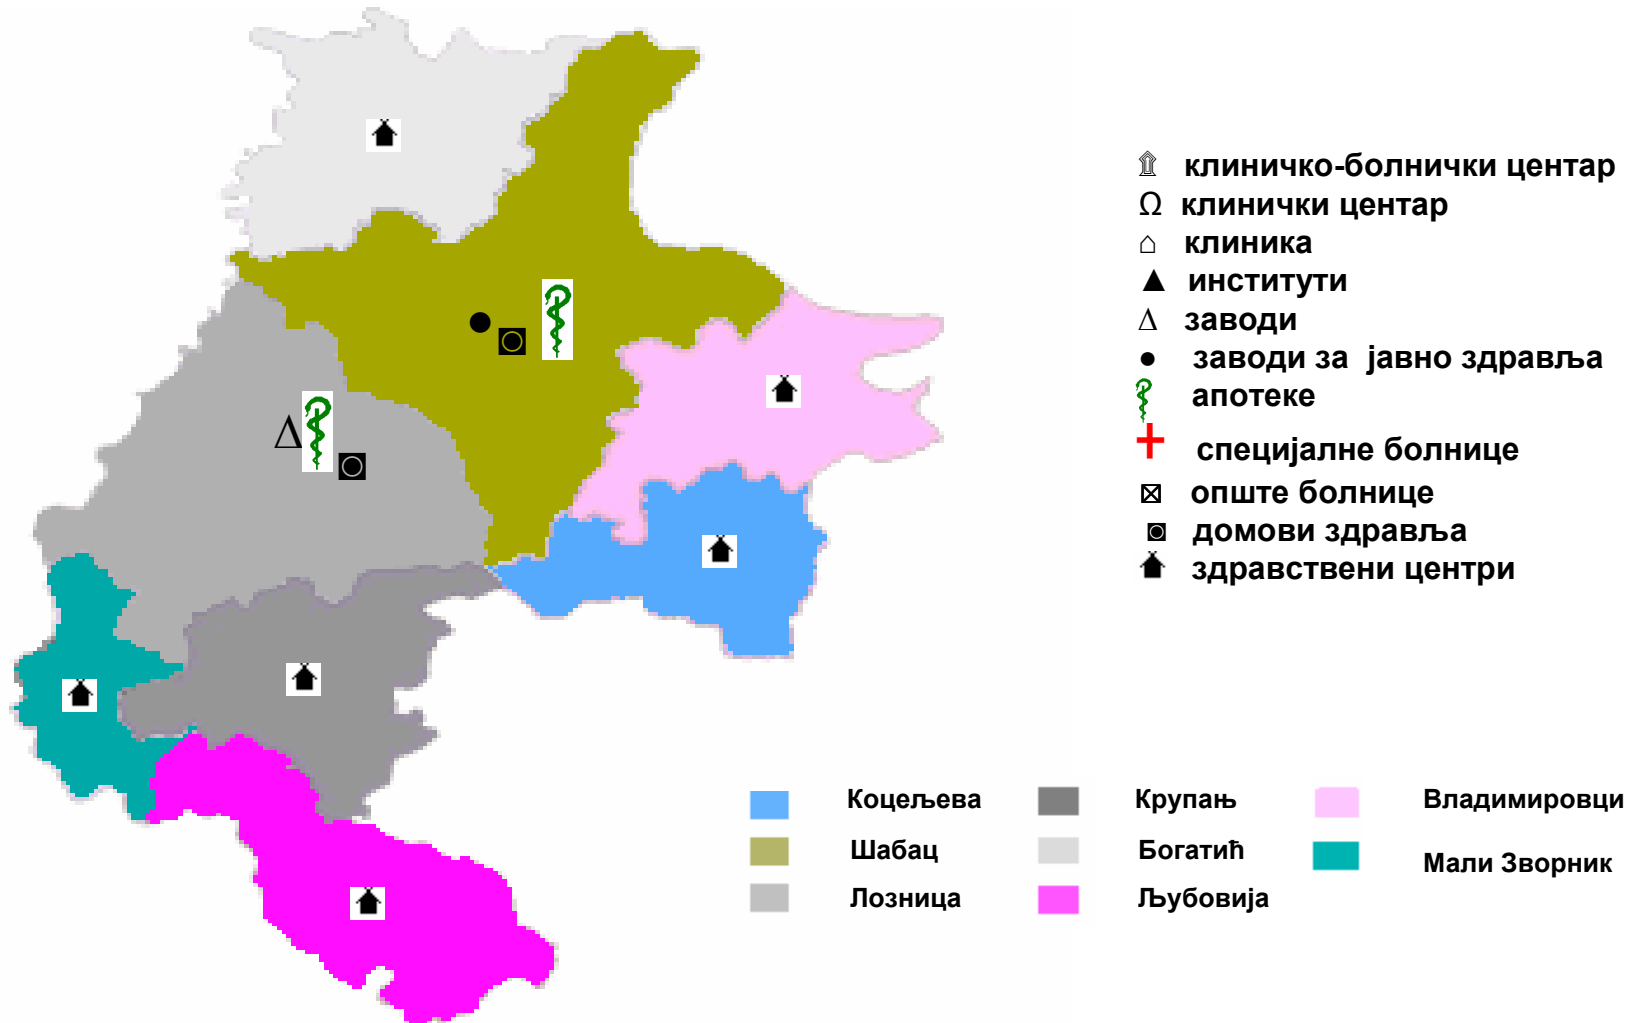 клиничко-болнички центар
Ω клинички центар
клиника
▲ институти
Δ заводи
● заводи за јавно здравља
апотеке
специјалне болнице
опште болнице
домови здравља
здравствени центри
Δ
Коцељева
Крупањ
Владимировци
Шабац
Богатић
Мали Зворник
Лозница
Љубовија